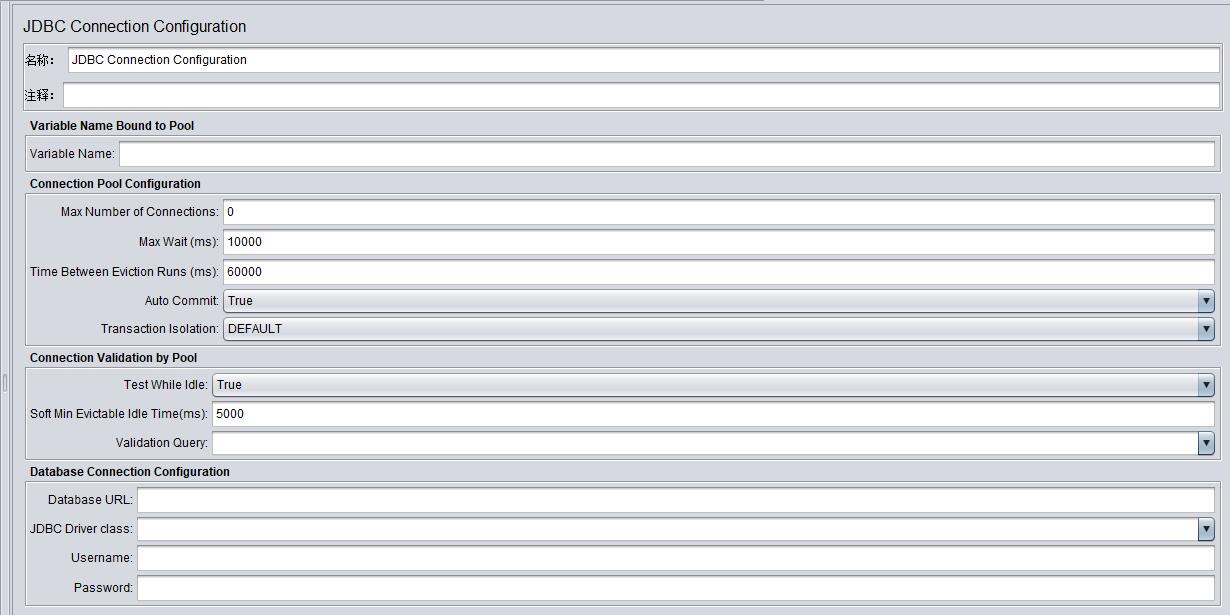 JDBC Connection Configuration
名称： JDBC Connection Configuration
注释：
Variable Name Bound to Pool
Variable Name:
Connection Pool Configuration
Max Number of Connections: 0
Max Wait (ms): 10000
Time Between Eviction Runs (ms): 60000
Auto Commit: True
Transaction Isolation: DEFAULT
Connection Validation by Pool
Test While Idle: True
Soft Min Evictable Idle Time(ms): 5000
Validation Query:
Database Connection Configuration
Database URL:
JDBC Driver class:
Username:
Password: